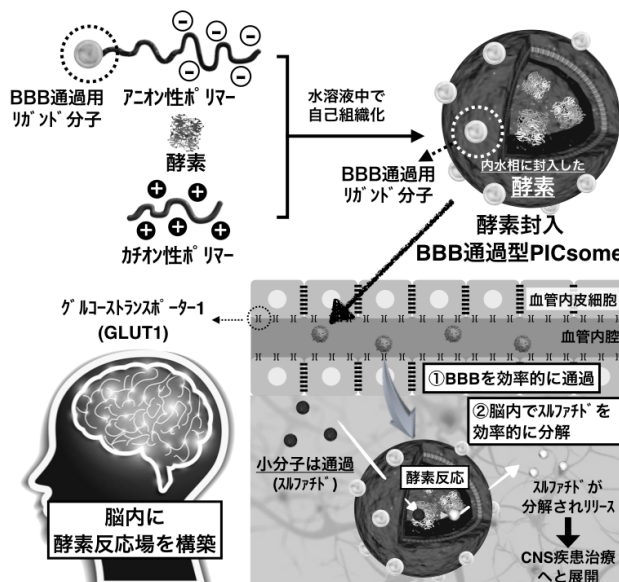 BBB通過用
ﾘｶﾞﾝﾄﾞ分子
アニオン性ﾎﾟﾘマー
酵素
カチオン性ﾎﾟﾘマー
水溶液中で
自己組織化
内水相に封入した
酵素
BBB通過用
ﾘｶﾞﾝﾄﾞ分子
酵素封入
BBB通過型PICsome
ｸﾞﾙコーストランスポーター1
(GLUT1)
血管内皮細胞
血管内腔
①BBBを効率的に通過
②脳内でｽﾙﾌｧﾁﾄﾞを
効率的に分解
小分子は通過
(ｽﾙﾌｧﾁﾄﾞ)
酵素反応
ｽﾙﾌｧﾁﾄﾞが
分解されリリース
CNS疾患治療
へと展開
脳内に
酵素反応場を構築